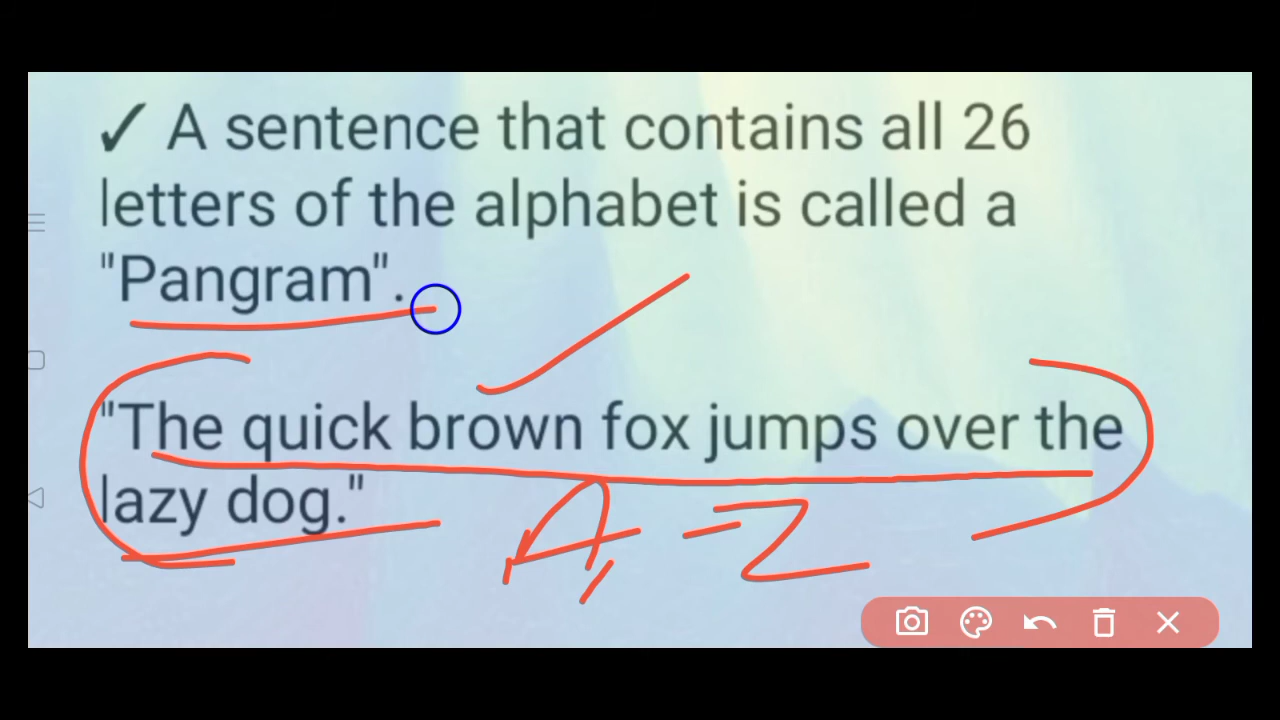 ✓ A sentence that contains all 26
letters of the alphabet is called a
"Pangram".
"The quick brown fox jumps over the
lazy dog."
A, - Z